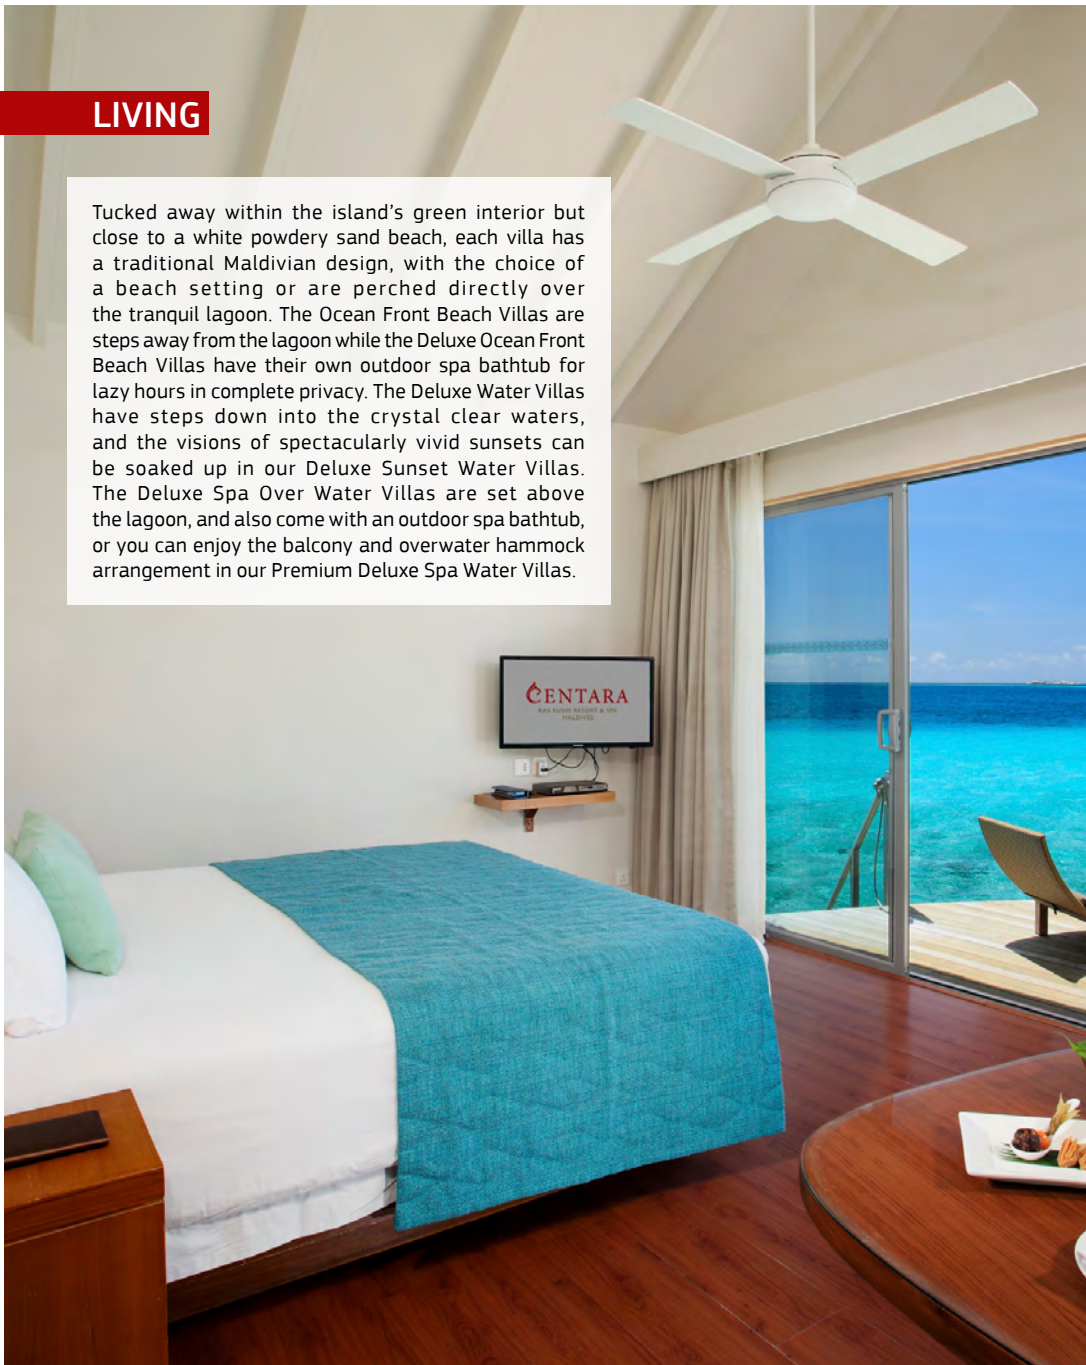 LIVING
Tucked away within the island's green interior but
close to a white powdery sand beach, each villa has
a traditional Maldivian design, with the choice of
a beach setting or are perched directly over
the tranquil lagoon. The Ocean Front Beach Villas are
steps away from the lagoon while the Deluxe Ocean Front
Beach Villas have their own outdoor spa bathtub for
lazy hours in complete privacy. The Deluxe Water Villas
have steps down into the crystal clear waters,
and the visions of spectacularly vivid sunsets can
be soaked up in our Deluxe Sunset Water Villas.
The Deluxe Spa Over Water Villas are set above
the lagoon, and also come with an outdoor spa bathtub,
or you can enjoy the balcony and overwater hammock
arrangement in our Premium Deluxe Spa Water Villas.
CENTARA
RAS FUSHI RESORT & SPA
MALDIVES